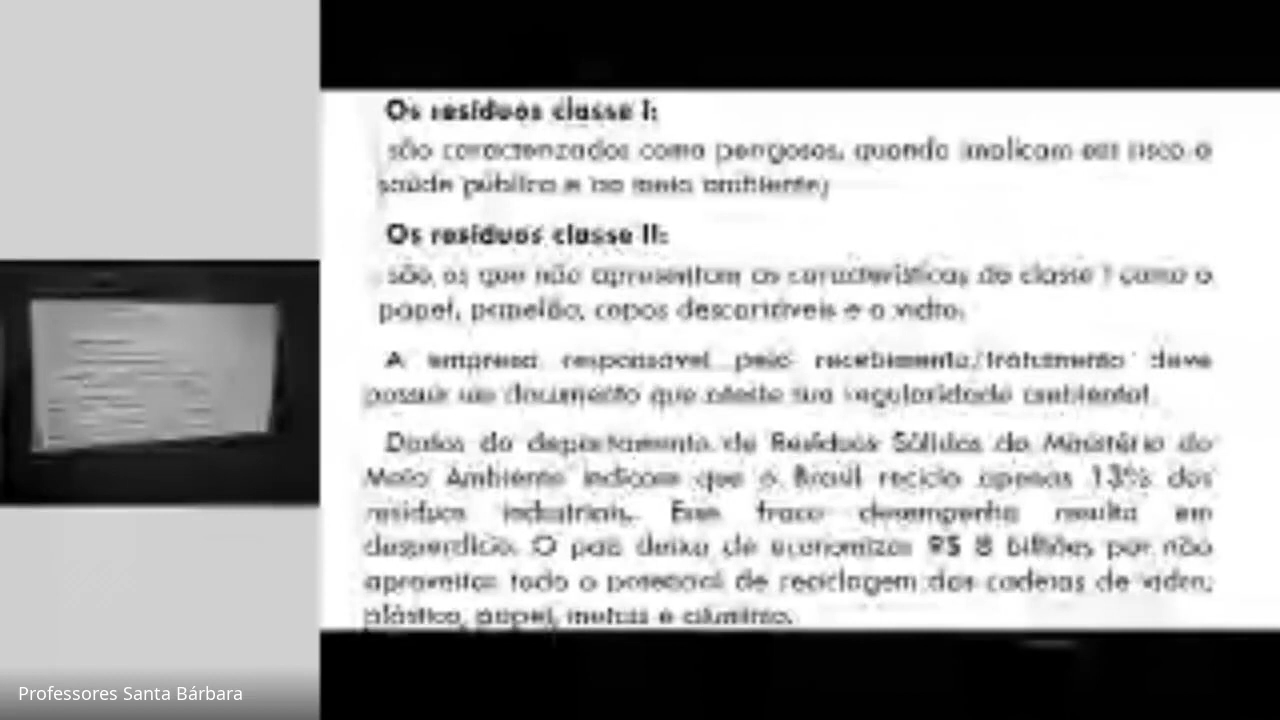 Os resíduos classe I:
são caracterizados como perigosos, quando implicam em risco à
saúde pública e ao meio ambiente;
Os resíduos classe II:
são os que não apresentam as características da classe I como o
papel, papelão, copos descartáveis e o vidro.
A empresa responsável pelo recebimento/tratamento deve
possuir um documento que ateste sua regularidade ambiental.
Dados do departamento de Resíduos Sólidos do Ministério do
Meio Ambiente indicam que o Brasil recicla apenas 13% dos
resíduos industriais. Esse fraco desempenho resulta em
desperdício. O país deixa de economizar R$ 8 bilhões por não
aproveitar todo o potencial de reciclagem das cadeias de vidro,
plástico, papel, metais e alumínio.
Professores Santa Bárbara